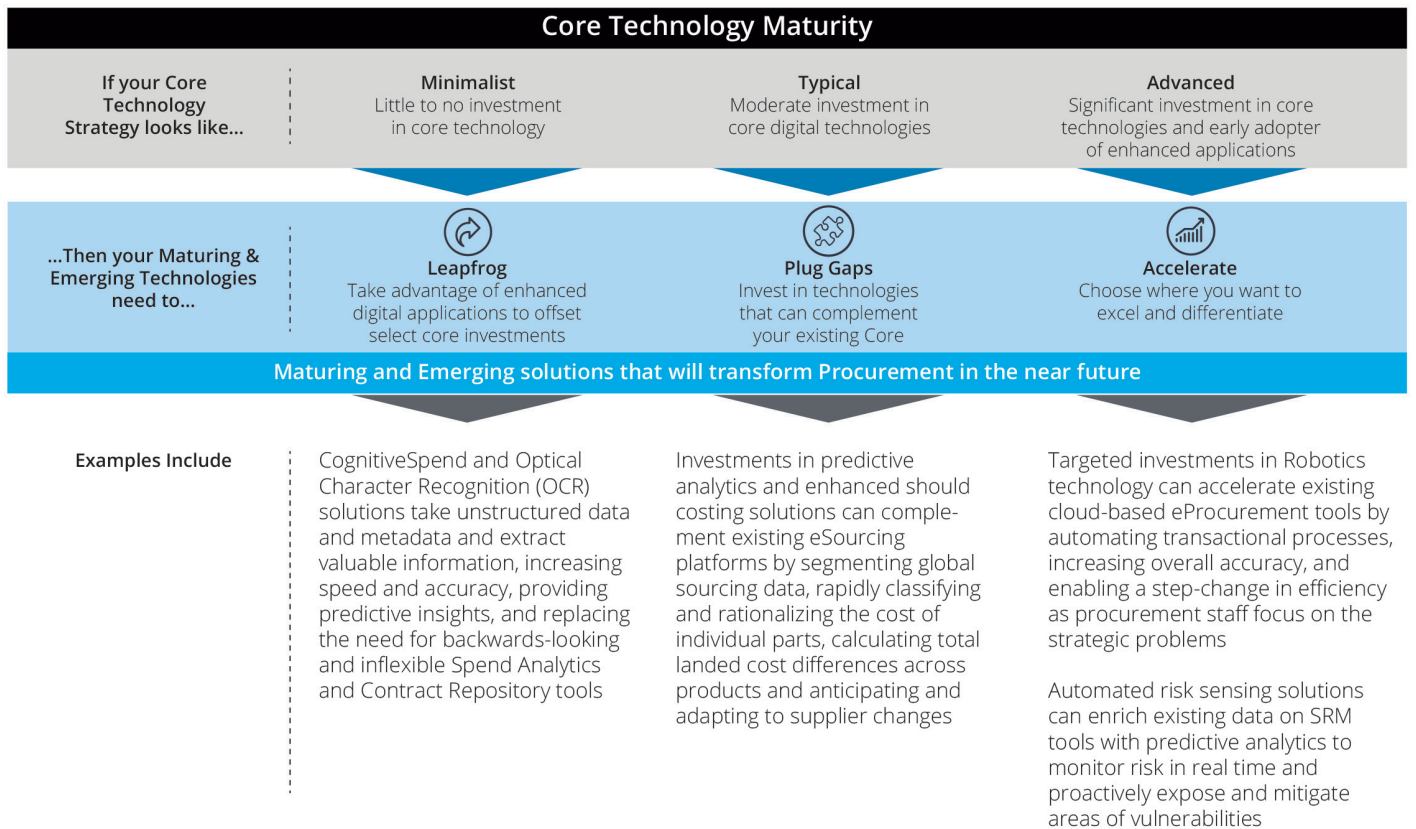 Core Technology Maturity
If your Core
Technology
Strategy looks like...
Minimalist
Little to no investment
in core technology
Typical
Moderate investment in
core digital technologies
Advanced
Significant investment in core
technologies and early adopter
of enhanced applications
...Then your Maturing &
Emerging Technologies
need to...
Leapfrog
Take advantage of enhanced
digital applications to offset
select core investments
Plug Gaps
Invest in technologies
that can complement
your existing Core
Accelerate
Choose where you want to
excel and differentiate
Maturing and Emerging solutions that will transform Procurement in the near future
Examples Include
CognitiveSpend and Optical
Character Recognition (OCR)
solutions take unstructured data
and metadata and extract
valuable information, increasing
speed and accuracy, providing
predictive insights, and replacing
the need for backwards-looking
and inflexible Spend Analytics
and Contract Repository tools
Investments in predictive
analytics and enhanced should
costing solutions can comple-
ment existing eSourcing
platforms by segmenting global
sourcing data, rapidly classifying
and rationalizing the cost of
individual parts, calculating total
landed cost differences across
products and anticipating and
adapting to supplier changes
Targeted investments in Robotics
technology can accelerate existing
cloud-based eProcurement tools by
automating transactional processes,
increasing overall accuracy, and
enabling a step-change in efficiency
as procurement staff focus on the
strategic problems
Automated risk sensing solutions
can enrich existing data on SRM
tools with predictive analytics to
monitor risk in real time and
proactively expose and mitigate
areas of vulnerabilities